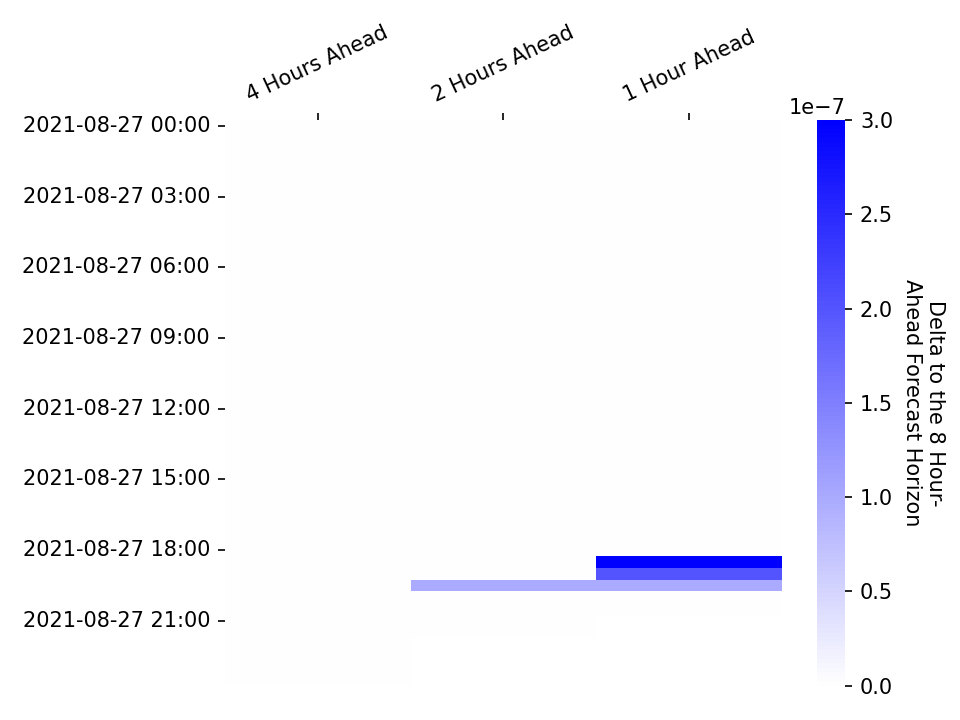 4 Hours Ahead
2 Hours Ahead
1 Hour Ahead
1e−7
2021-08-27 00:00
2021-08-27 03:00
2021-08-27 06:00
2021-08-27 09:00
2021-08-27 12:00
2021-08-27 15:00
2021-08-27 18:00
2021-08-27 21:00
3.0
2.5
2.0
1.5
1.0
0.5
0.0
Delta to the 8 Hour-
Ahead Forecast Horizon